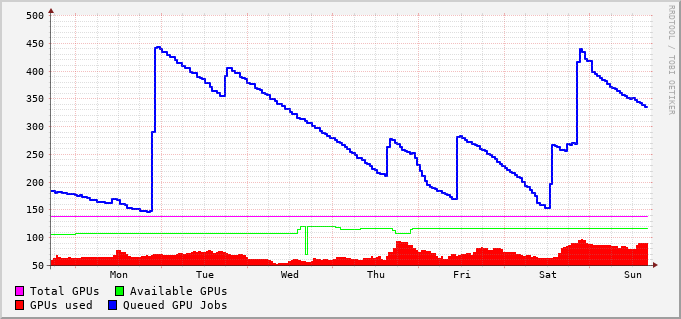 500
450
400
350
300
250
200
150
100
50
Mon Tue Wed Thu Fri Sat Sun
Total GPUs Available GPUs
GPUs used Queued GPU Jobs
RRDTOOL / TOBI OETIKER